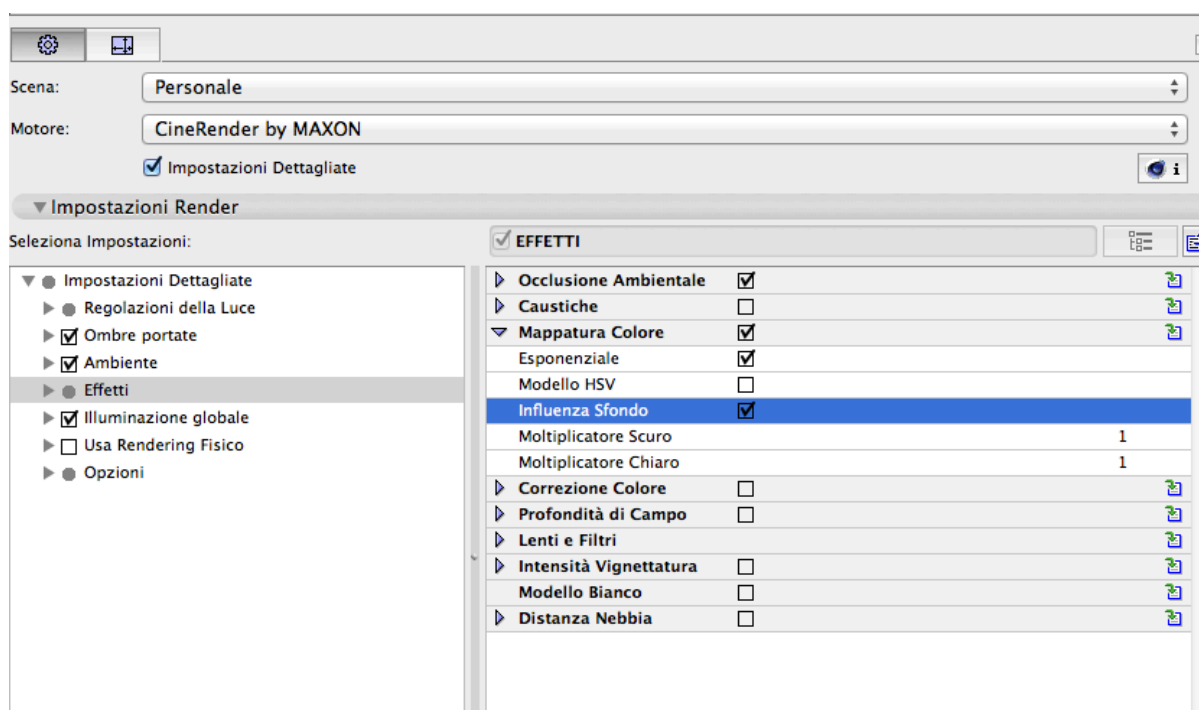 Scena: Personale
Motore: CineRender by MAXON
Impostazioni Dettagliate
i
Impostazioni Render
Seleziona Impostazioni:
Impostazioni Dettagliate
Regolazioni della Luce
Ombre portate
Ambiente
Effetti
Illuminazione globale
Usa Rendering Fisico
Opzioni
EFFETTI
Occlusione Ambientale
Caustiche
Mappatura Colore
Esponenziale
Modello HSV
Influenza Sfondo
Moltiplicatore Scuro 1
Moltiplicatore Chiaro 1
Correzione Colore
Profondità di Campo
Lenti e Filtri
Intensità Vignettatura
Modello Bianco
Distanza Nebbia